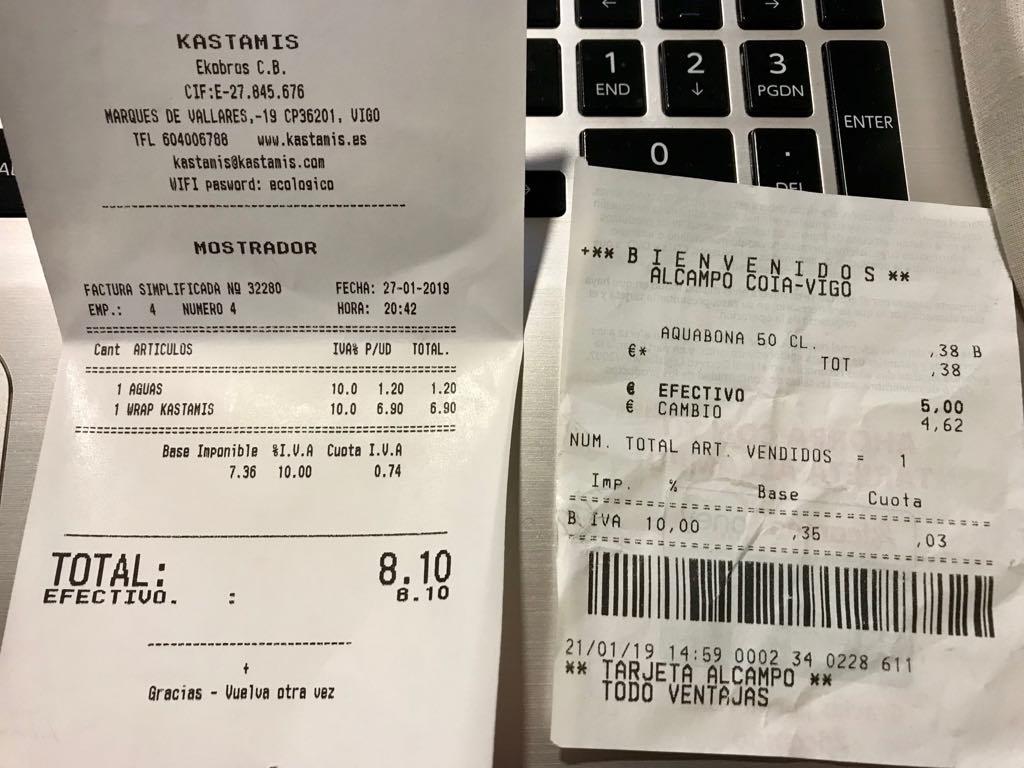 KASTAMIS
Ekobros C.B.
CIF:E-27.845.676
MARQUES DE VALLARES,-19 CP36201, VIGO
TFL 604006788 www.kastamis.es
kastamis@kastamis.com
WIFI pasword: ecologico
MOSTRADOR
FACTURA SIMPLIFICADA Nº 32280 FECHA: 27-01-2019
EMP.: 4 NUMERO 4 HORA: 20:42
Cant ARTICULOS IVA% P/UD TOTAL.
1 AGUAS 10.0 1.20 1.20
1 WRAP KASTAMIS 10.0 6.90 6.90
Base Imponible %I.V.A Cuota I.V.A
7.36 10.00 0.74
TOTAL: 8.10
EFECTIVO. : 8.10
+
Gracias - Vuelva otra vez
+** BIENVENIDOS **
ALCAMPO COIA-VIGO
AQUABONA 50 CL. ,38 B
€* TOT ,38
€ EFECTIVO 5,00
€ CAMBIO 4,62
NUM. TOTAL ART. VENDIDOS = 1
Imp. % Base Cuota
B IVA 10,00 ,35 ,03
21/01/19 14:59 0002 34 0228 611
** TARJETA ALCAMPO **
TODO VENTAJAS
← ↓ →
1 END
2 ↓
3 PGDN
ENTER
0
. DEL